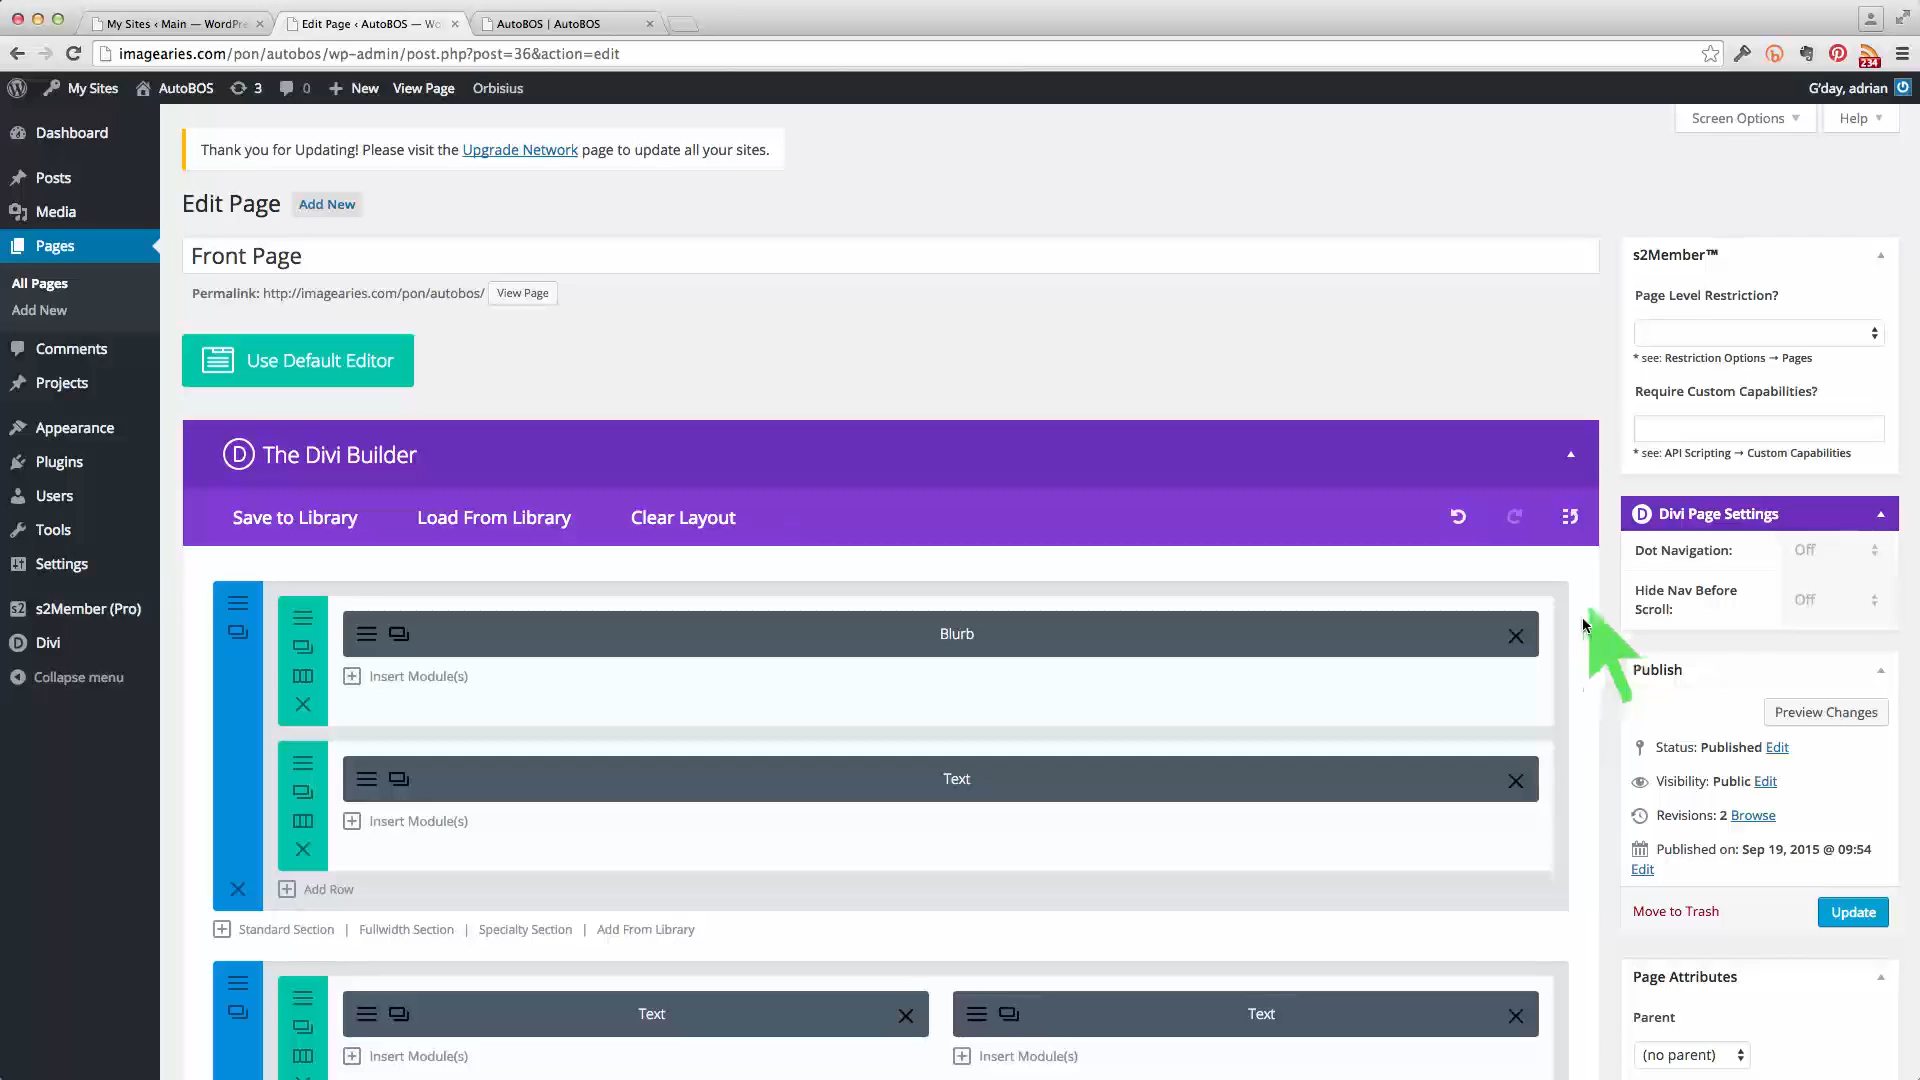 My Sites ‹ Main — WordPre
Edit Page ‹ AutoBOS — Wo
AutoBOS | AutoBOS
imagearies.com/pon/autobos/wp-admin/post.php?post=36&action=edit
234
My Sites
AutoBOS
3
0
New
View Page
Orbisius
G'day, adrian
Screen Options
Help
Dashboard
Posts
Media
Pages
All Pages
Add New
Comments
Projects
Appearance
Plugins
Users
Tools
Settings
s2 s2Member (Pro)
D Divi
Collapse menu
Thank you for Updating! Please visit the Upgrade Network page to update all your sites.
Edit Page
Add New
Front Page
Permalink: http://imagearies.com/pon/autobos/
View Page
Use Default Editor
D The Divi Builder
Save to Library
Load From Library
Clear Layout
Blurb
Insert Module(s)
Text
Insert Module(s)
Add Row
Standard Section | Fullwidth Section | Specialty Section | Add From Library
Text
Text
Insert Module(s)
Insert Module(s)
s2Member™
Page Level Restriction?
* see: Restriction Options → Pages
Require Custom Capabilities?
* see: API Scripting → Custom Capabilities
D Divi Page Settings
Dot Navigation:
Off
Hide Nav Before
Scroll:
Off
Publish
Preview Changes
Status: Published Edit
Visibility: Public Edit
Revisions: 2 Browse
Published on: Sep 19, 2015 @ 09:54
Edit
Move to Trash
Update
Page Attributes
Parent
(no parent)